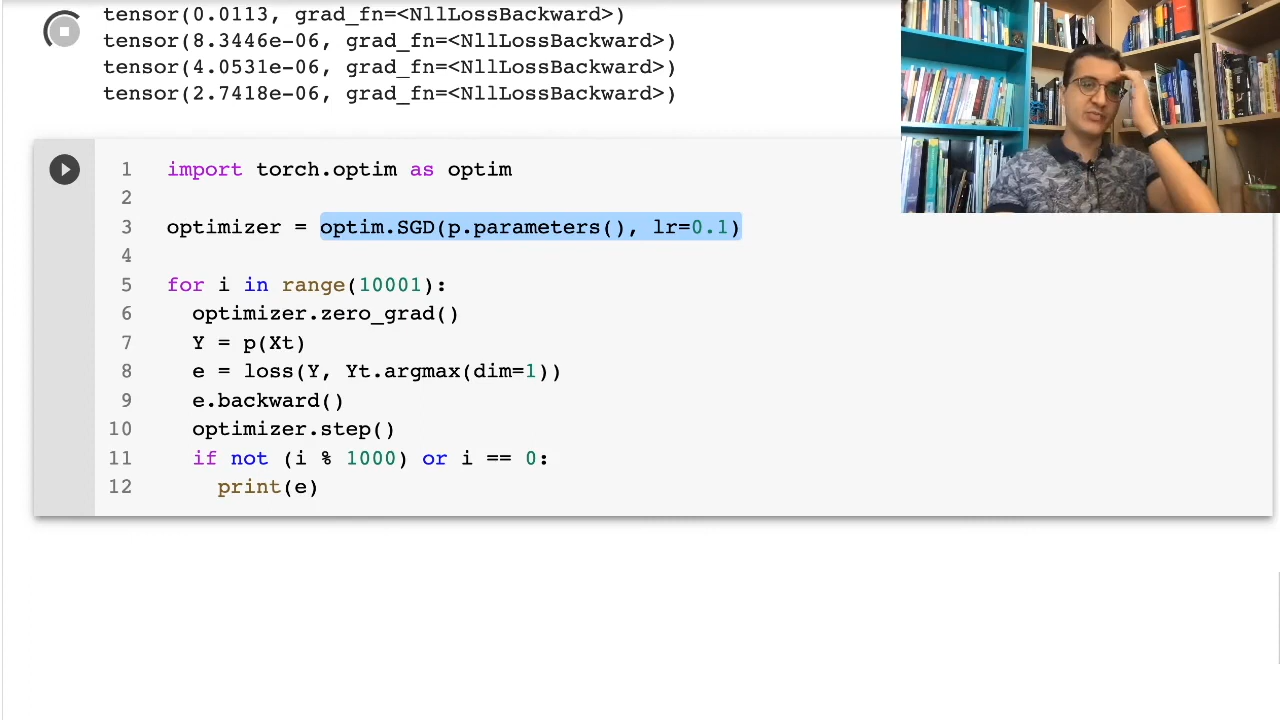 tensor(0.0113, grad_fn=<NllLossBackward>)
tensor(8.3446e-06, grad_fn=<NllLossBackward>)
tensor(4.0531e-06, grad_fn=<NllLossBackward>)
tensor(2.7418e-06, grad_fn=<NllLossBackward>)
1 import torch.optim as optim
2
3 optimizer = optim.SGD(p.parameters(), lr=0.1)
4
5 for i in range(10001):
6 optimizer.zero_grad()
7 Y = p(Xt)
8 e = loss(Y, Yt.argmax(dim=1))
9 e.backward()
10 optimizer.step()
11 if not (i % 1000) or i == 0:
12 print(e)